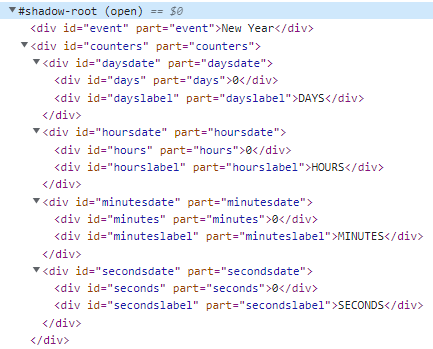 #shadow-root (open) == $0
<div id="event" part="event">New Year</div>
<div id="counters" part="counters">
<div id="daysdate" part="daysdate">
<div id="days" part="days">0</div>
<div id="dayslabel" part="dayslabel">DAYS</div>
</div>
<div id="hoursdate" part="hoursdate">
<div id="hours" part="hours">0</div>
<div id="hourslabel" part="hourslabel">HOURS</div>
</div>
<div id="minutesdate" part="minutesdate">
<div id="minutes" part="minutes">0</div>
<div id="minuteslabel" part="minuteslabel">MINUTES</div>
</div>
<div id="secondsdate" part="secondsdate">
<div id="seconds" part="seconds">0</div>
<div id="secondslabel" part="secondslabel">SECONDS</div>
</div>
</div>